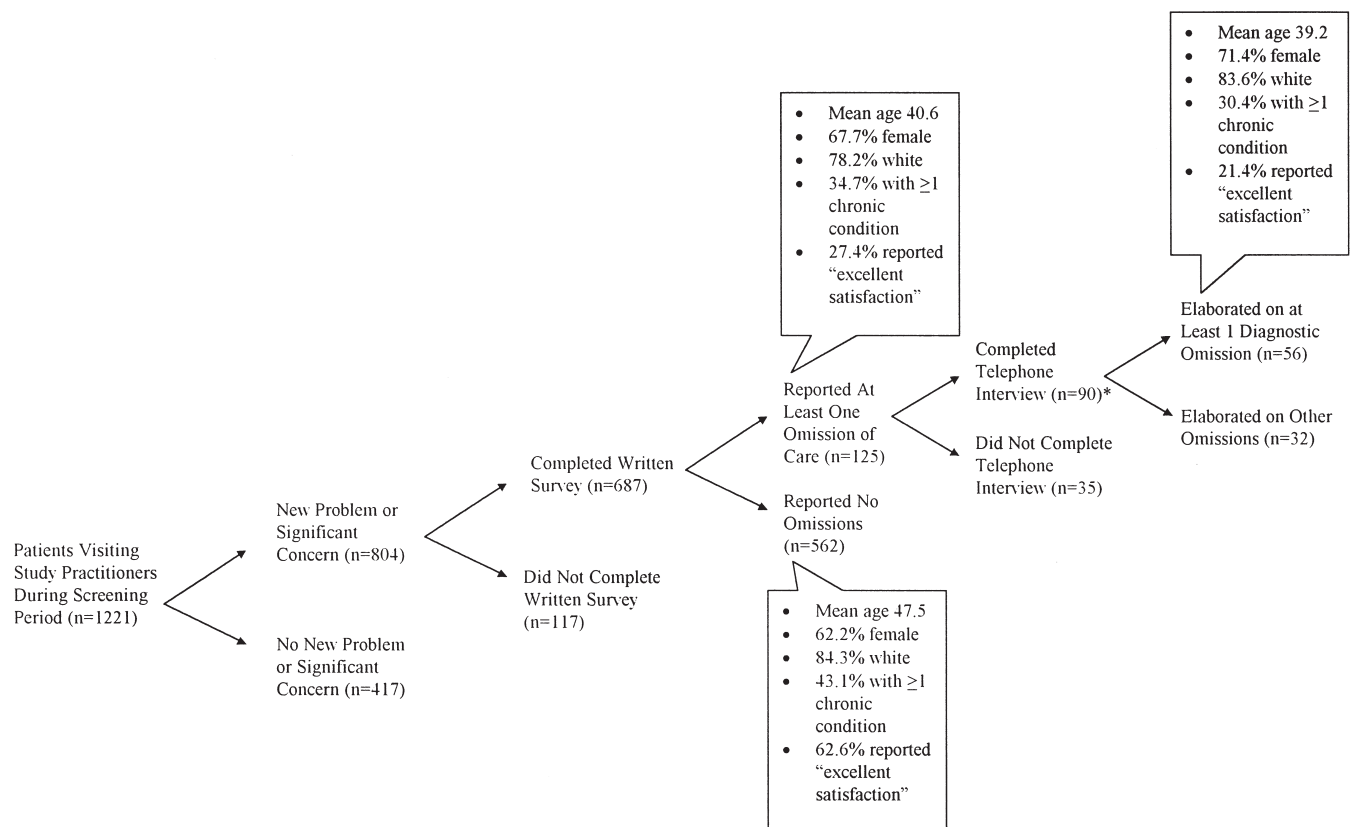 • Mean age 39.2
• 71.4% female
• 83.6% white
• 30.4% with ≥1
chronic
condition
• 21.4% reported
“excellent
satisfaction”
• Mean age 40.6
• 67.7% female
• 78.2% white
• 34.7% with ≥1
chronic
condition
• 27.4% reported
“excellent
satisfaction”
Elaborated on at
Least 1 Diagnostic
Omission (n=56)
Completed
Telephone
Interview (n=90)*
Elaborated on Other
Omissions (n=32)
Reported At
Least One
Omission of
Care (n=125)
Did Not Complete
Telephone
Interview (n=35)
Completed Written
Survey (n=687)
Reported No
Omissions
(n=562)
New Problem or
Significant
Concern (n=804)
Did Not Complete
Written Survey
(n=117)
Patients Visiting
Study Practitioners
During Screening
Period (n=1221)
No New Problem
or Significant
Concern (n=417)
• Mean age 47.5
• 62.2% female
• 84.3% white
• 43.1% with ≥1
chronic
condition
• 62.6% reported
“excellent
satisfaction”